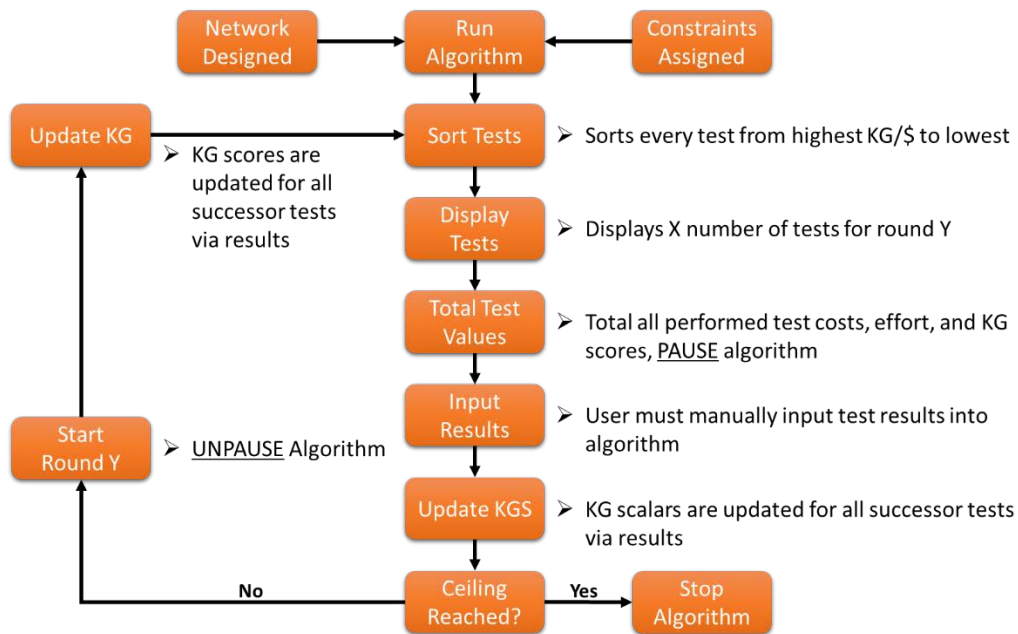 Network
Designed
Run
Algorithm
Constraints
Assigned
Update KG
Sort Tests
➢ Sorts every test from highest KG/$ to lowest
➢ KG scores are
updated for all
successor tests
via results
Display
Tests
➢ Displays X number of tests for round Y
Total Test
Values
➢ Total all performed test costs, effort, and KG
scores, PAUSE algorithm
Input
Results
➢ User must manually input test results into
algorithm
Start
Round Y
➢ UNPAUSE Algorithm
Update KGS
➢ KG scalars are updated for all successor tests
via results
No
Ceiling
Reached?
Yes
Stop
Algorithm